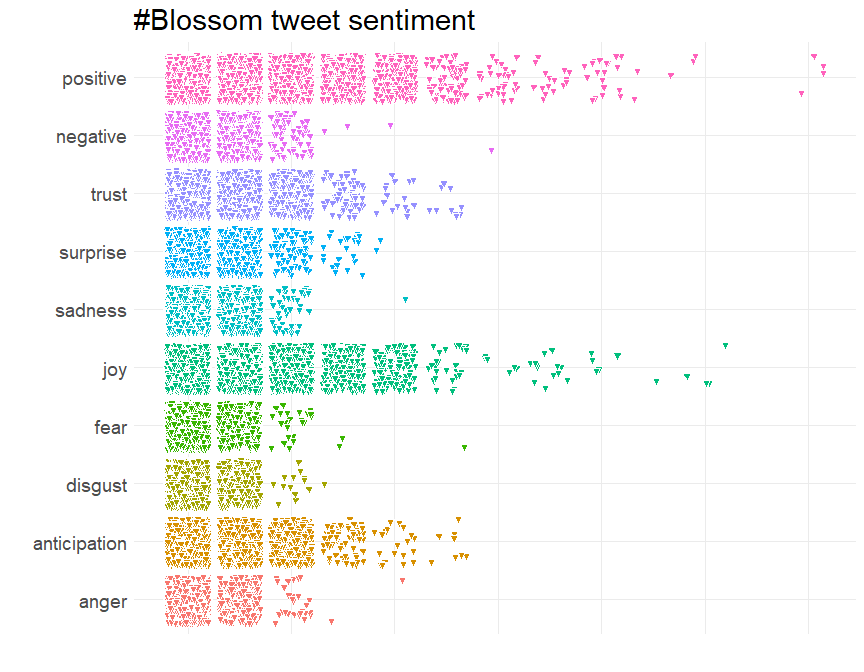 #Blossom tweet sentiment
positive
negative
trust
surprise
sadness
joy
fear
disgust
anticipation
anger